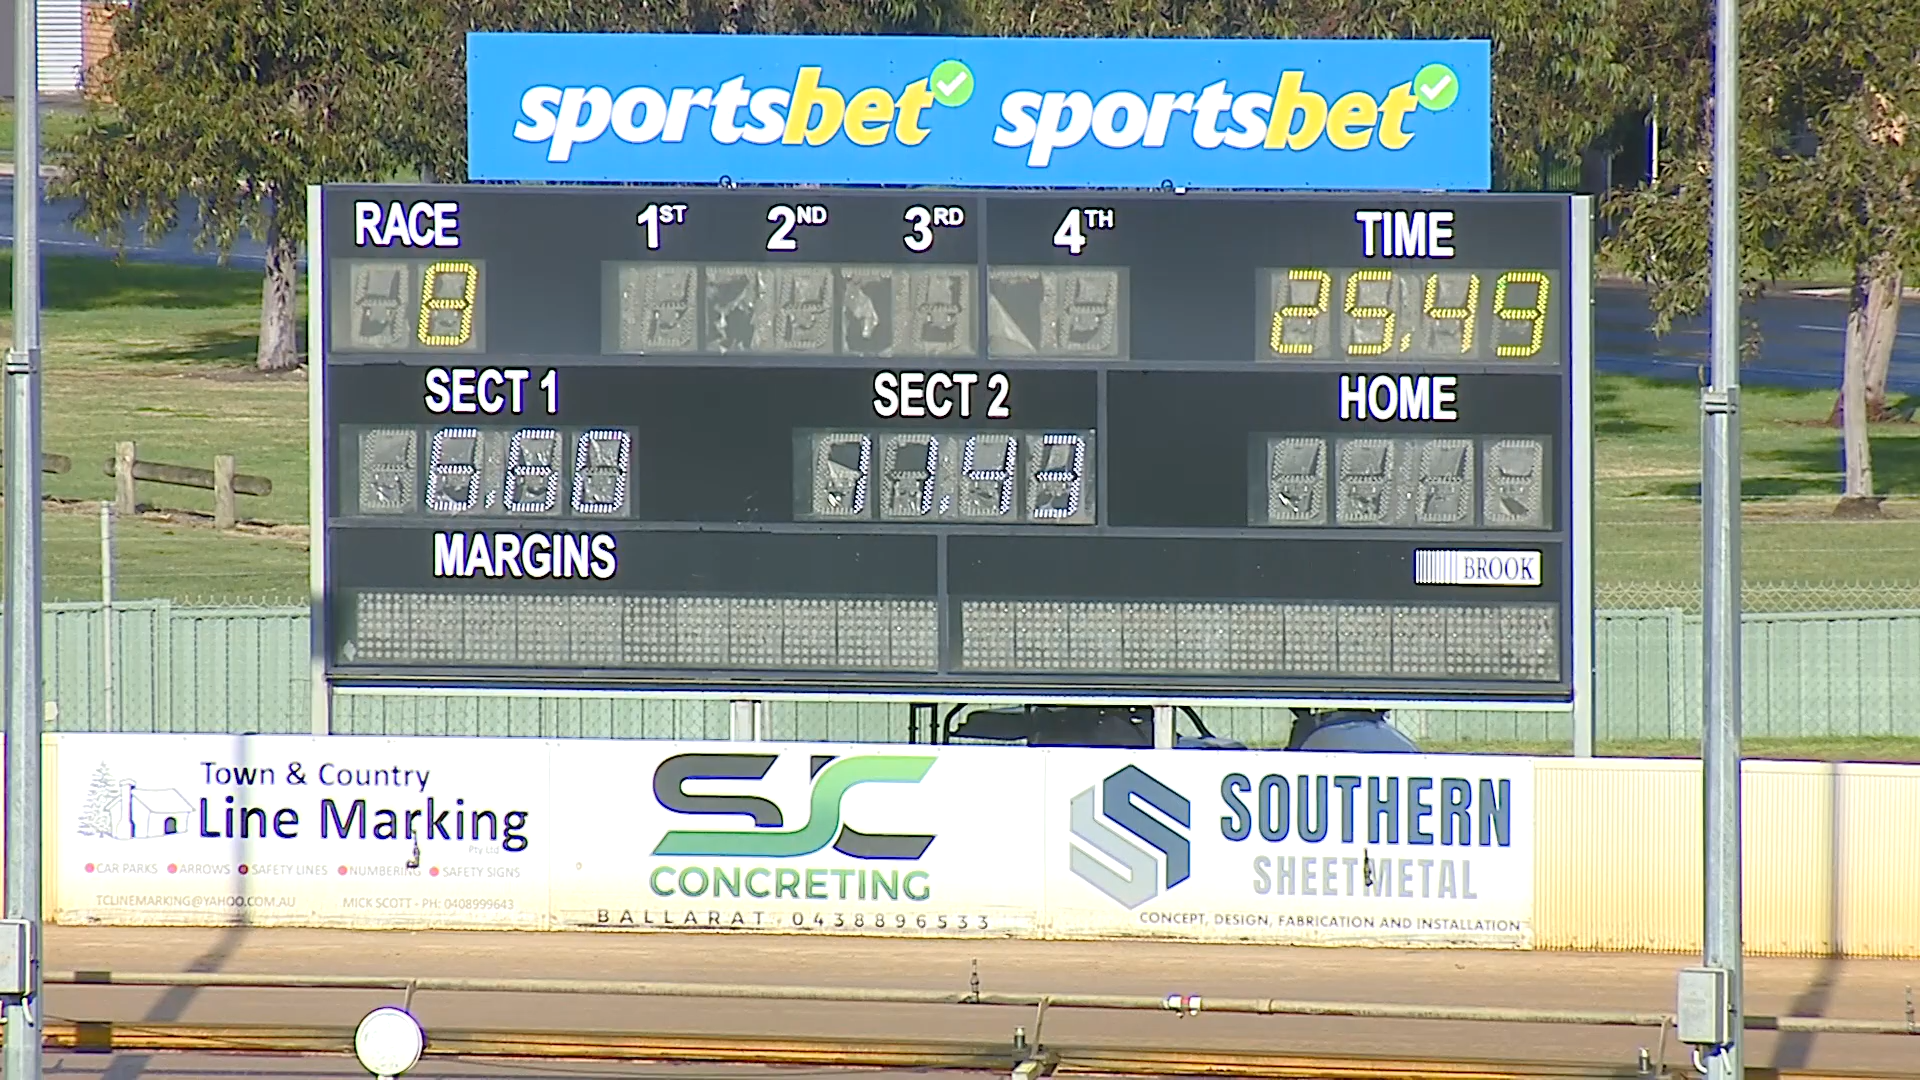 sportsbet sportsbet
RACE 1ST 2ND 3RD 4TH TIME
8 25.49
SECT 1 SECT 2 HOME
6.60 11.43
MARGINS
BROOK
Town & Country
Line Marking
Pty Ltd
CAR PARKS ARROWS SAFETY LINES NUMBERING SAFETY SIGNS
TCLINEMARKING@YAHOO.COM.AU MICK SCOTT - PH: 0408999643
SJC
CONCRETING
BALLARAT 0438896533
SOUTHERN
SHEETMETAL
CONCEPT, DESIGN, FABRICATION AND INSTALLATION